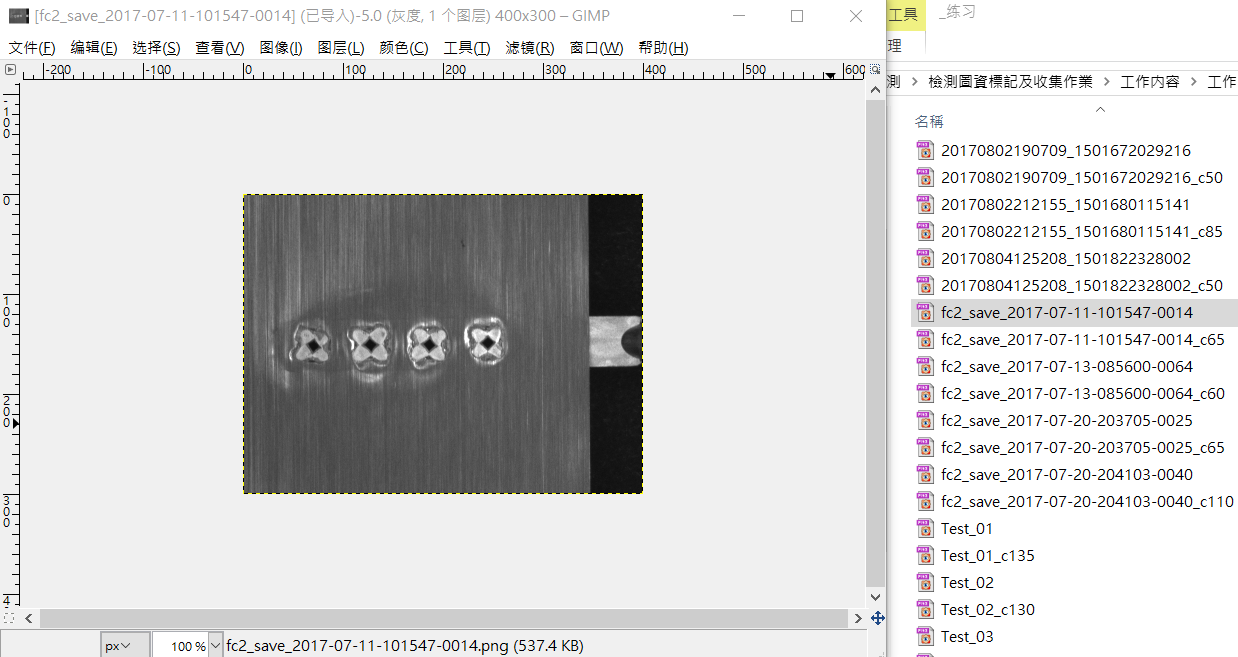 [fc2_save_2017-07-11-101547-0014] (已导入)-5.0 (灰度, 1 个图层) 400x300 – GIMP
文件(F) 编辑(E) 选择(S) 查看(V) 图像(I) 图层(L) 颜色(C) 工具(T) 滤镜(R) 窗口(W) 帮助(H)
-200 -100 0 100 200 300 400 500 600
100
0
100
200
300
4
px 100 % fc2_save_2017-07-11-101547-0014.png (537.4 KB)
工具 _练习
理
測 › 檢測圖資標記及收集作業 › 工作内容 › 工作
名稱
20170802190709_1501672029216
20170802190709_1501672029216_c50
20170802212155_1501680115141
20170802212155_1501680115141_c85
20170804125208_1501822328002
20170804125208_1501822328002_c50
fc2_save_2017-07-11-101547-0014
fc2_save_2017-07-11-101547-0014_c65
fc2_save_2017-07-13-085600-0064
fc2_save_2017-07-13-085600-0064_c60
fc2_save_2017-07-20-203705-0025
fc2_save_2017-07-20-203705-0025_c65
fc2_save_2017-07-20-204103-0040
fc2_save_2017-07-20-204103-0040_c110
Test_01
Test_01_c135
Test_02
Test_02_c130
Test_03